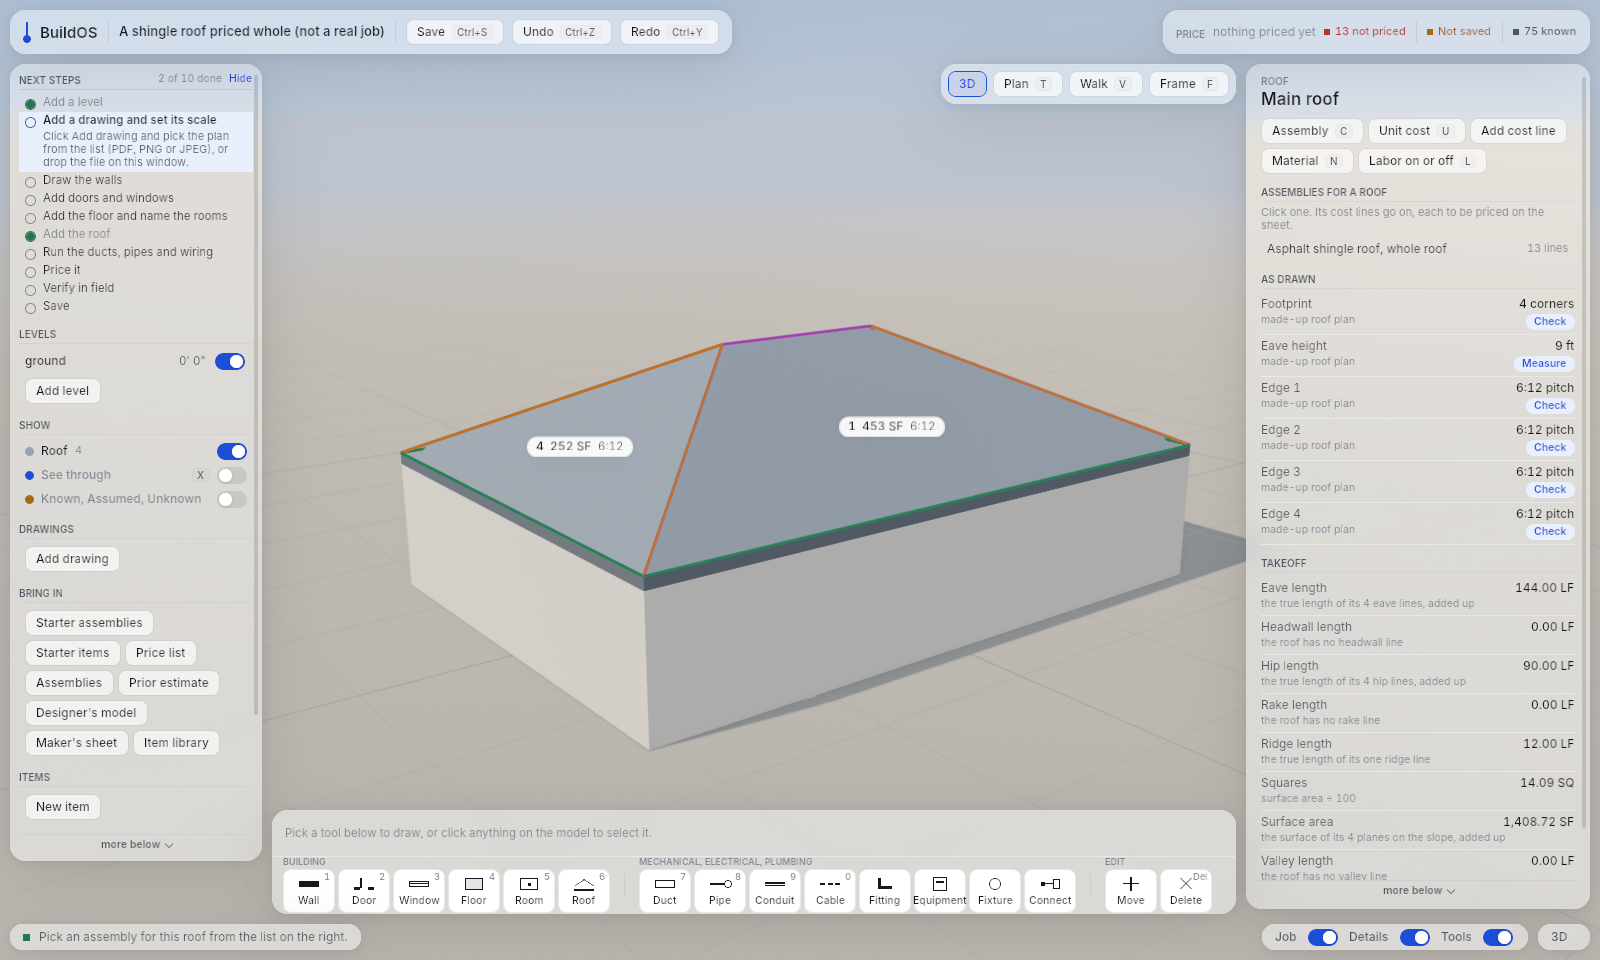 BuildOS
A shingle roof priced whole (not a real job)
Save Ctrl+S
Undo Ctrl+Z
Redo Ctrl+Y
PRICE nothing priced yet 13 not priced Not saved 75 known
NEXT STEPS 2 of 10 done Hide
Add a level
Add a drawing and set its scale
Click Add drawing and pick the plan
from the list (PDF, PNG or JPEG), or
drop the file on this window.
Draw the walls
Add doors and windows
Add the floor and name the rooms
Add the roof
Run the ducts, pipes and wiring
Price it
Verify in field
Save
LEVELS
ground 0' 0"
Add level
SHOW
Roof 4
See through X
Known, Assumed, Unknown
DRAWINGS
Add drawing
BRING IN
Starter assemblies
Starter items Price list
Assemblies Prior estimate
Designer's model
Maker's sheet Item library
ITEMS
New item
more below
3D Plan T Walk V Frame F
4 252 SF 6:12
1 453 SF 6:12
Pick a tool below to draw, or click anything on the model to select it.
BUILDING
1 Wall
2 Door
3 Window
4 Floor
5 Room
6 Roof
MECHANICAL, ELECTRICAL, PLUMBING
7 Duct
8 Pipe
9 Conduit
0 Cable
Fitting
Equipment
Fixture
Connect
EDIT
Move
Del Delete
ROOF
Main roof
Assembly C Unit cost U Add cost line
Material N Labor on or off L
ASSEMBLIES FOR A ROOF
Click one. Its cost lines go on, each to be priced on the
sheet.
Asphalt shingle roof, whole roof 13 lines
AS DRAWN
Footprint 4 corners
made-up roof plan Check
Eave height 9 ft
made-up roof plan Measure
Edge 1 6:12 pitch
made-up roof plan Check
Edge 2 6:12 pitch
made-up roof plan Check
Edge 3 6:12 pitch
made-up roof plan Check
Edge 4 6:12 pitch
made-up roof plan Check
TAKEOFF
Eave length 144.00 LF
the true length of its 4 eave lines, added up
Headwall length 0.00 LF
the roof has no headwall line
Hip length 90.00 LF
the true length of its 4 hip lines, added up
Rake length 0.00 LF
the roof has no rake line
Ridge length 12.00 LF
the true length of its one ridge line
Squares 14.09 SQ
surface area ÷ 100
Surface area 1,408.72 SF
the surface of its 4 planes on the slope, added up
Valley length 0.00 LF
the roof has no valley line
more below
Pick an assembly for this roof from the list on the right.
Job Details Tools 3D